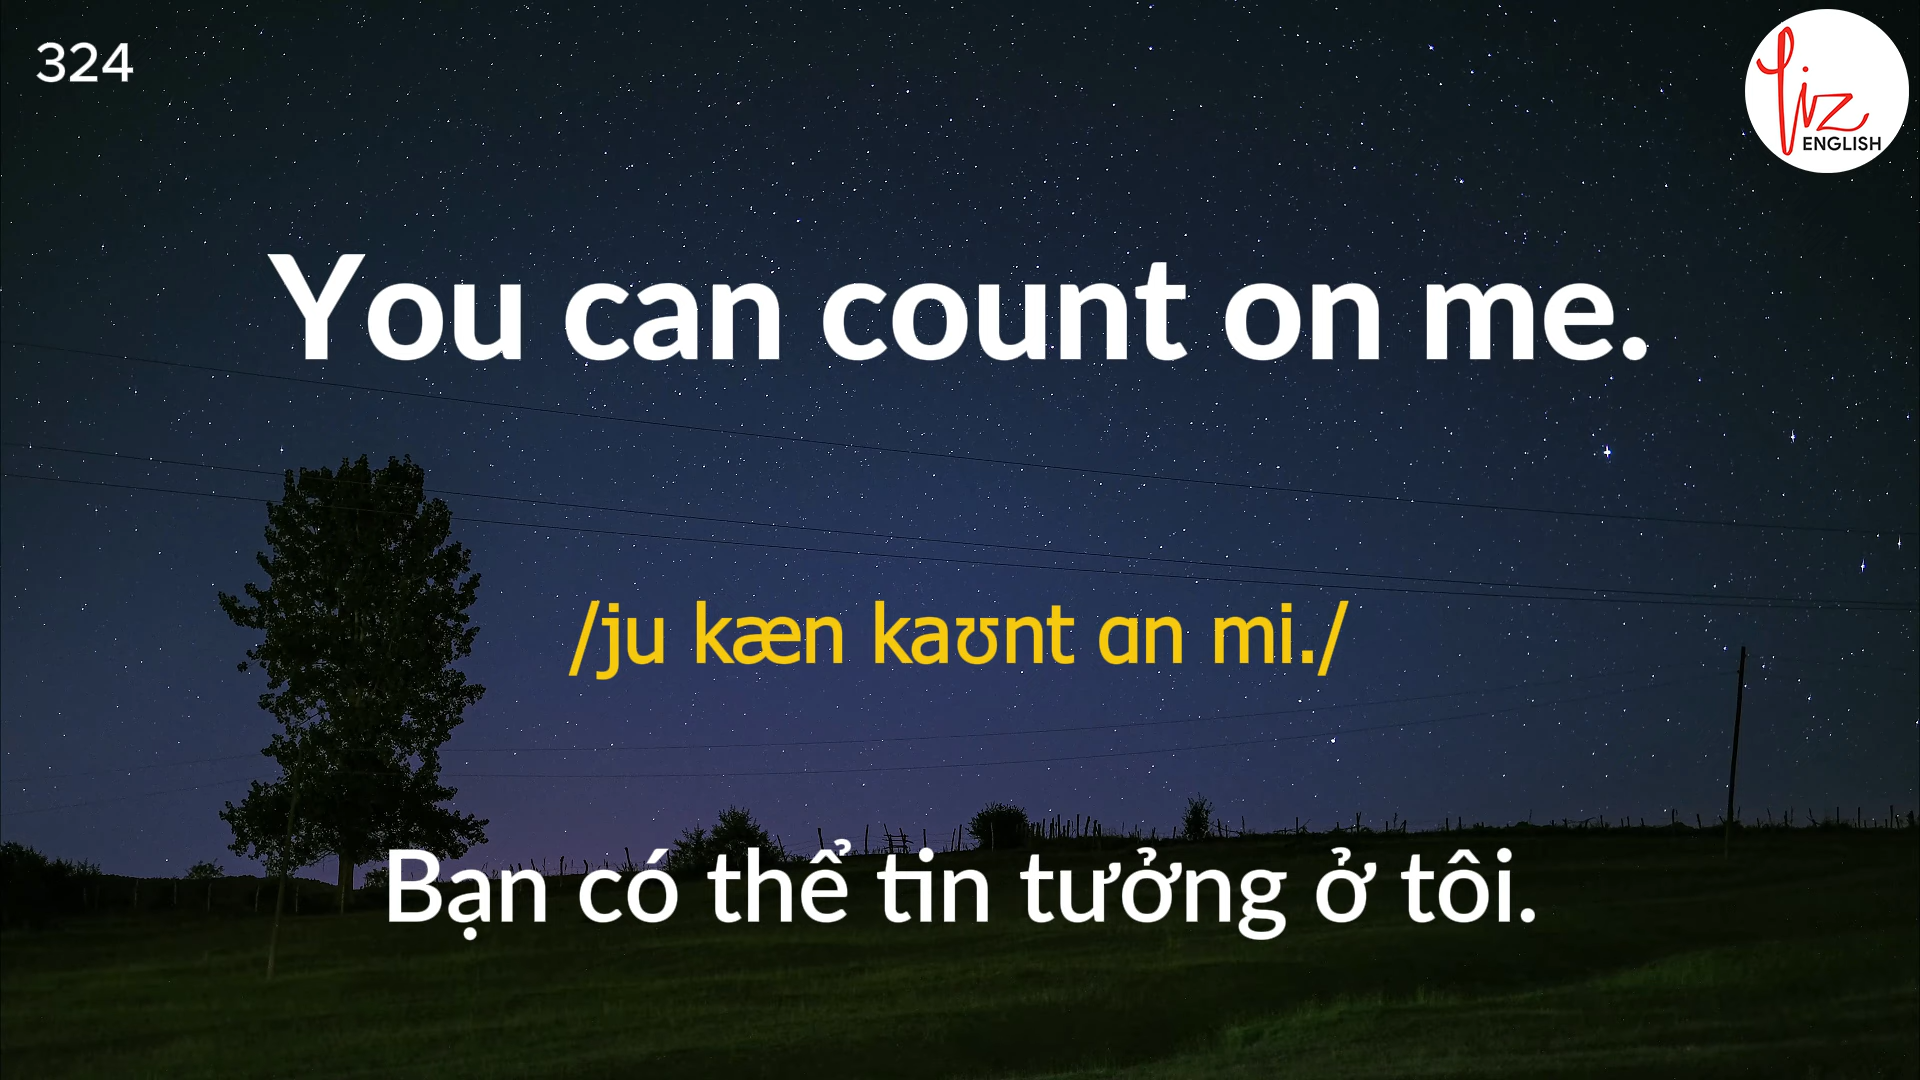 324
Liz
ENGLISH
You can count on me.
/ju kæn kaʊnt ɑn mi./
Bạn có thể tin tưởng ở tôi.